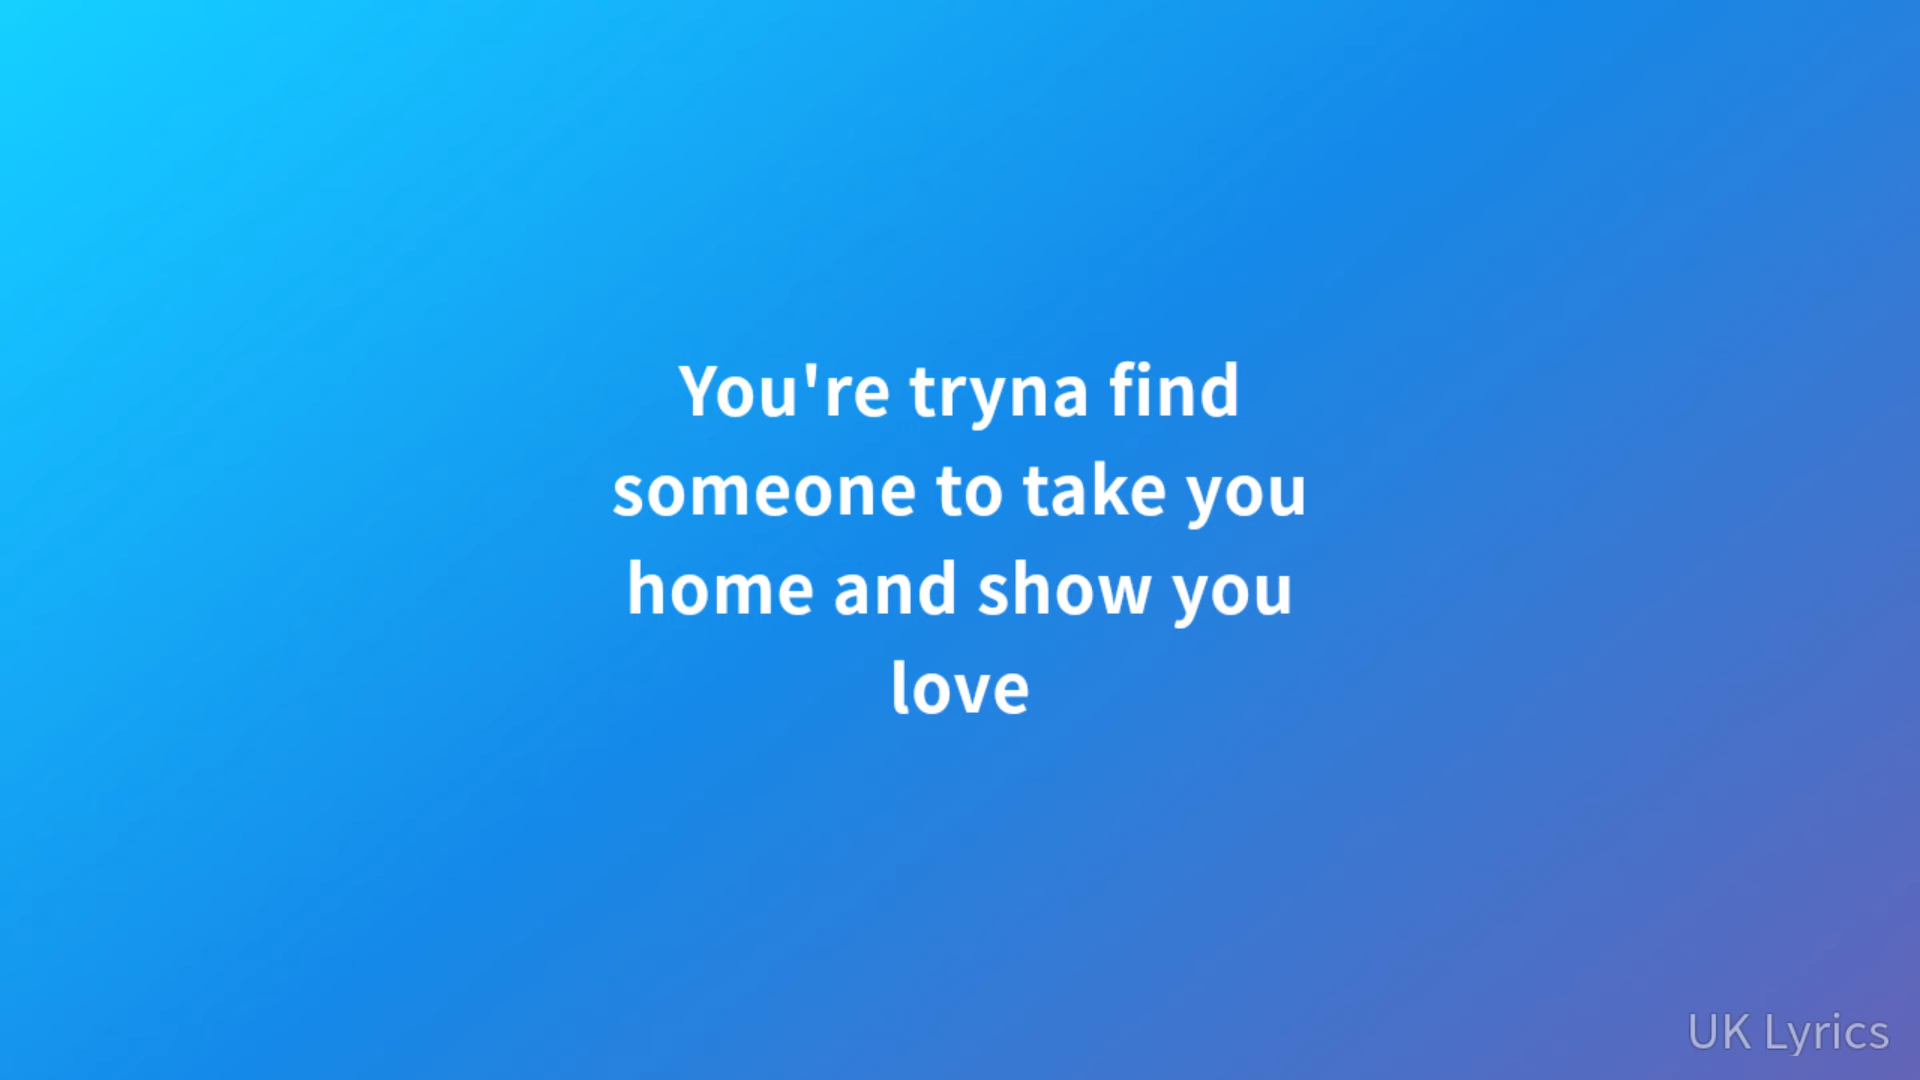 You're tryna find
someone to take you
home and show you
love
UK Lyrics